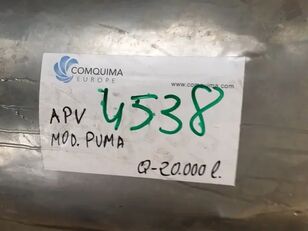 COMQUIMA
EUROPE
www.comquima.com
APV 4538
MOD. PUMA
Q-20.000 l.